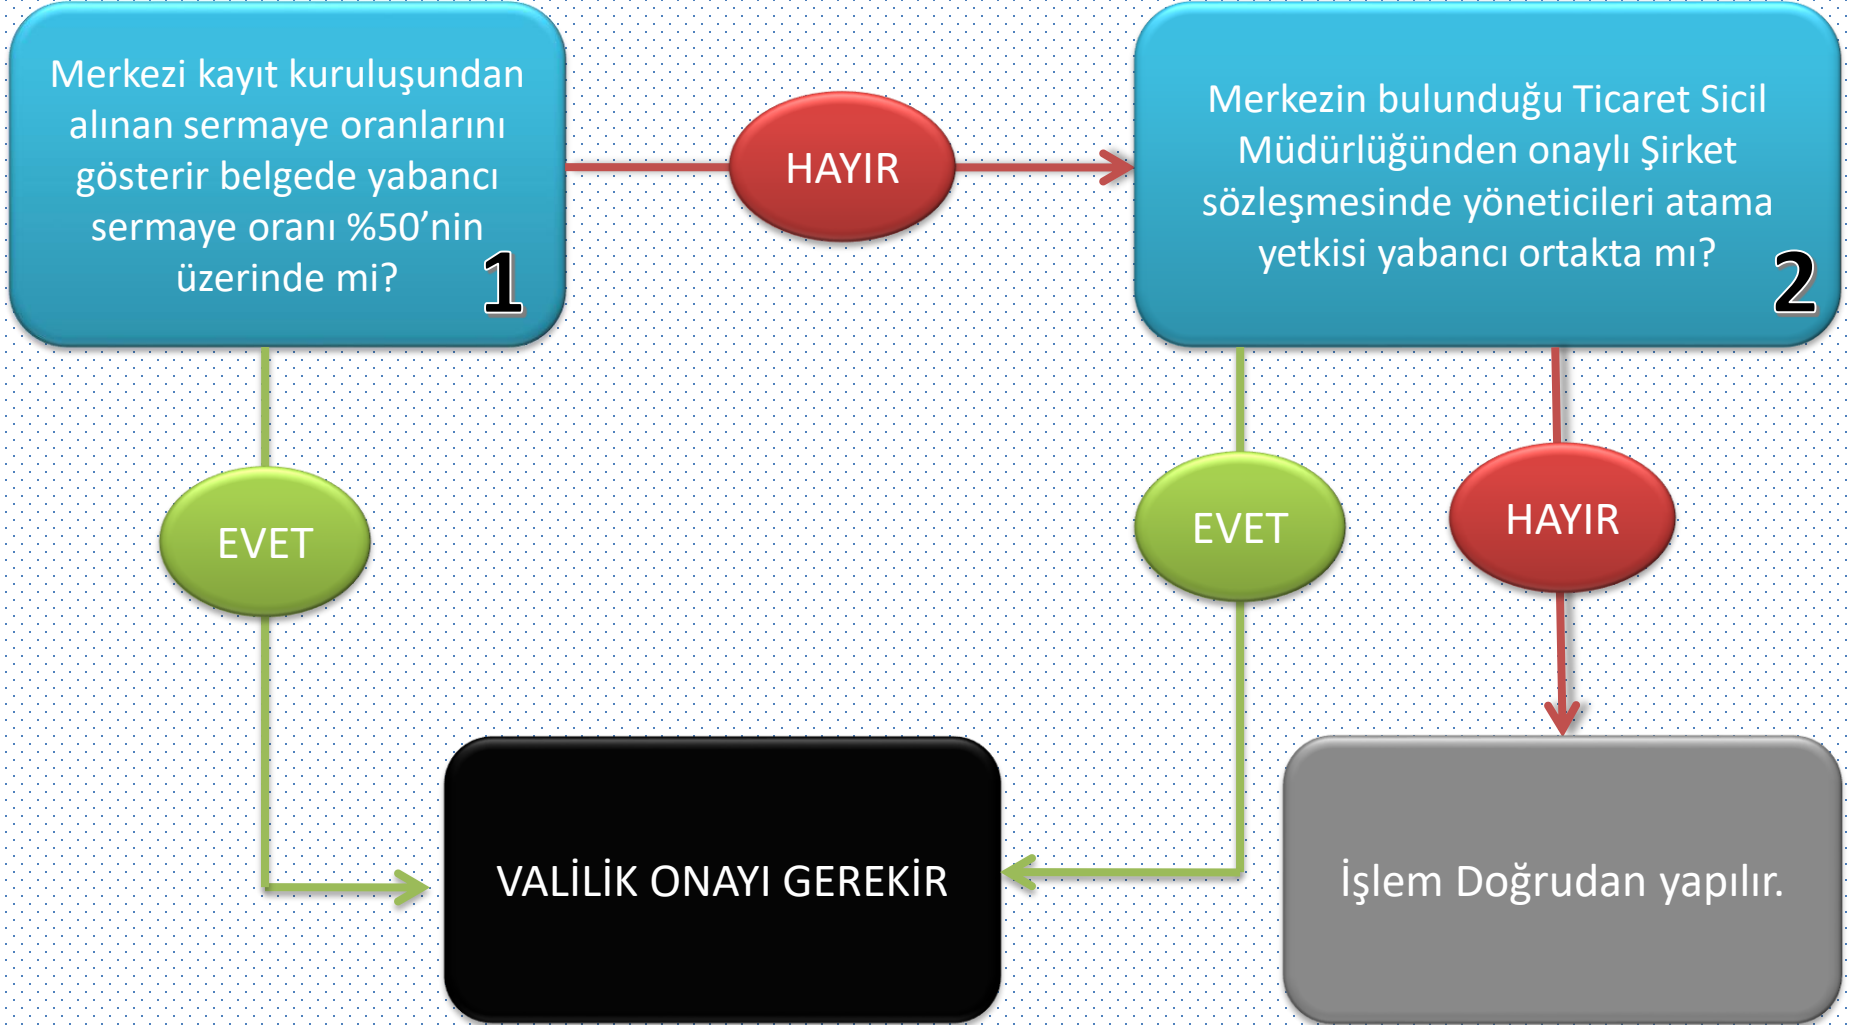 Merkezi kayıt kuruluşundan
alınan sermaye oranlarını
gösterir belgede yabancı
sermaye oranı %50’nin
üzerinde mi?
1
HAYIR
Merkezin bulunduğu Ticaret Sicil
Müdürlüğünden onaylı Şirket
sözleşmesinde yöneticileri atama
yetkisi yabancı ortakta mı?
2
EVET
EVET
HAYIR
VALİLİK ONAYI GEREKİR
İşlem Doğrudan yapılır.